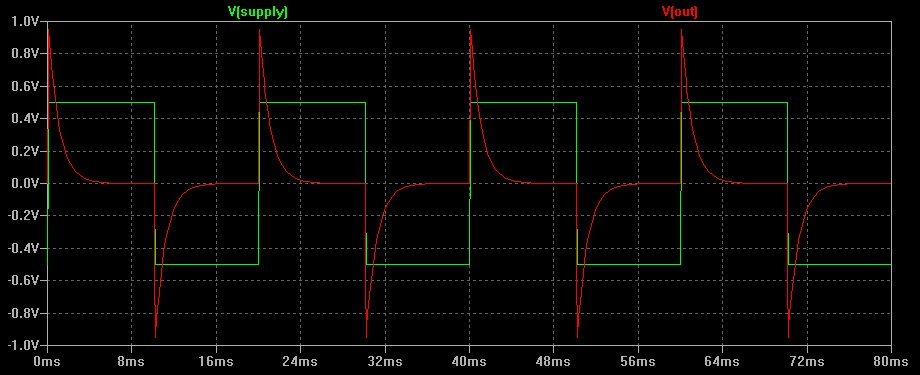 V(supply) V(out)
1.0V
0.8V
0.6V
0.4V
0.2V
0.0V
-0.2V
-0.4V
-0.6V
-0.8V
-1.0V
0ms 8ms 16ms 24ms 32ms 40ms 48ms 56ms 64ms 72ms 80ms